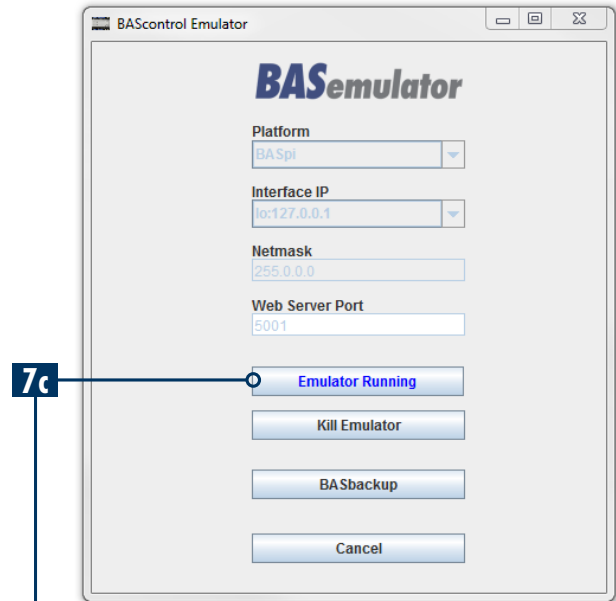 BAScontrol Emulator
BASemulator
Platform
BASpi
Interface IP
lo:127.0.0.1
Netmask
255.0.0.0
Web Server Port
5001
7c
Emulator Running
Kill Emulator
BASbackup
Cancel